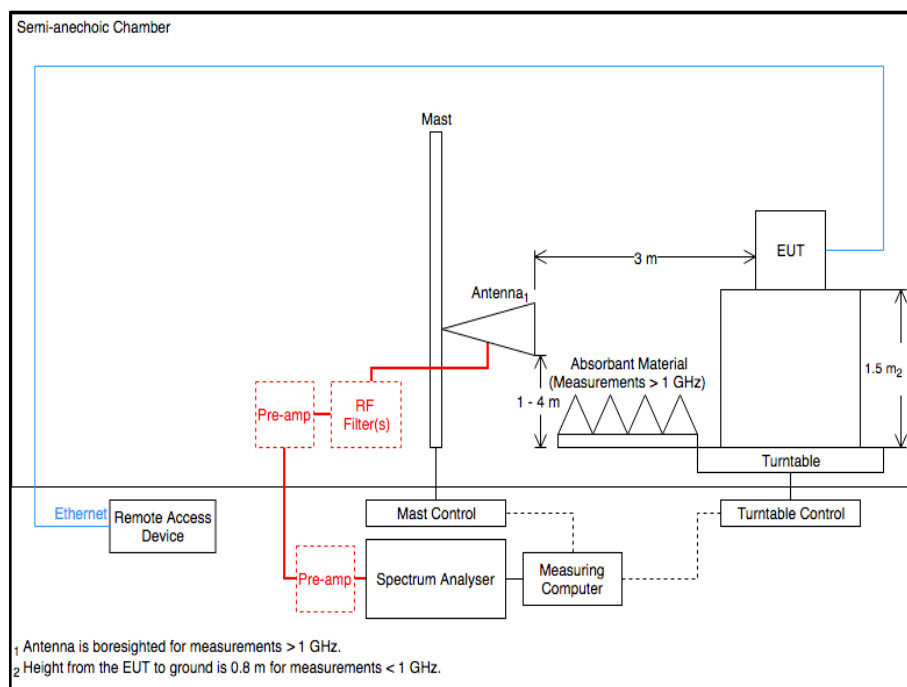 Semi-anechoic Chamber
Mast
EUT
3 m
Antenna1
Absorbant Material
(Measurements > 1 GHz)
1.5 m2
1 - 4 m
Pre-amp
RF
Filter(s)
Turntable
Ethernet
Remote Access
Device
Mast Control
Turntable Control
Pre-amp
Spectrum Analyser
Measuring
Computer
1 Antenna is boresighted for measurements > 1 GHz.
2 Height from the EUT to ground is 0.8 m for measurements < 1 GHz.